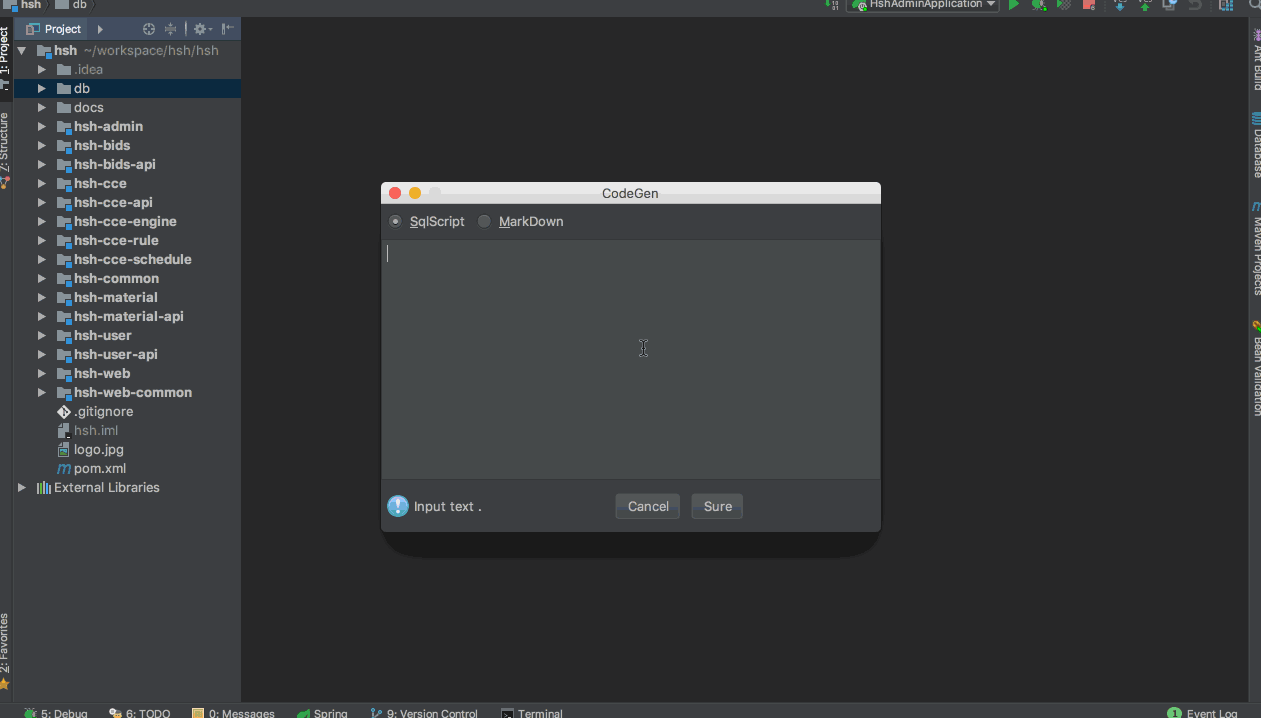 hsh db
HshAdminApplication
Project
1: Project
hsh ~/workspace/hsh/hsh
.idea
db
docs
hsh-admin
hsh-bids
hsh-bids-api
hsh-cce
hsh-cce-api
hsh-cce-engine
hsh-cce-rule
hsh-cce-schedule
hsh-common
hsh-material
hsh-material-api
hsh-user
hsh-user-api
hsh-web
hsh-web-common
.gitignore
hsh.iml
logo.jpg
pom.xml
External Libraries
7: Structure
2: Favorites
CodeGen
SqlScript MarkDown
Input text .
Cancel Sure
Ant Build
Database
Maven Projects
Bean Validation
5: Debug 6: TODO 0: Messages Spring 9: Version Control Terminal 1 Event Log